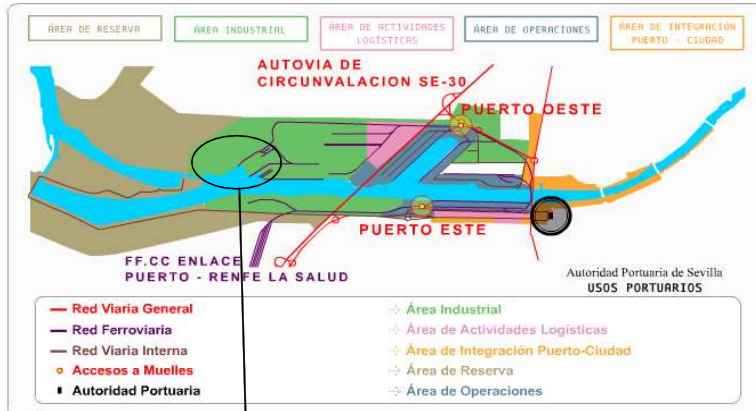 ÁREA DE RESERVA
ÁREA INDUSTRIAL
ÁREA DE ACTIVIDADES
LOGÍSTICAS
ÁREA DE OPERACIONES
ÁREA DE INTEGRACIÓN
PUERTO - CIUDAD
AUTOVIA DE
CIRCUNVALACION SE-30
PUERTO OESTE
PUERTO ESTE
FF.CC ENLACE
PUERTO - RENFE LA SALUD
Autoridad Portuaria de Sevilla
USOS PORTUARIOS
Red Viaria General
Red Ferroviaria
Red Viaria Interna
Accesos a Muelles
Autoridad Portuaria
Área Industrial
Área de Actividades Logísticas
Área de Integración Puerto-Ciudad
Área de Reserva
Área de Operaciones